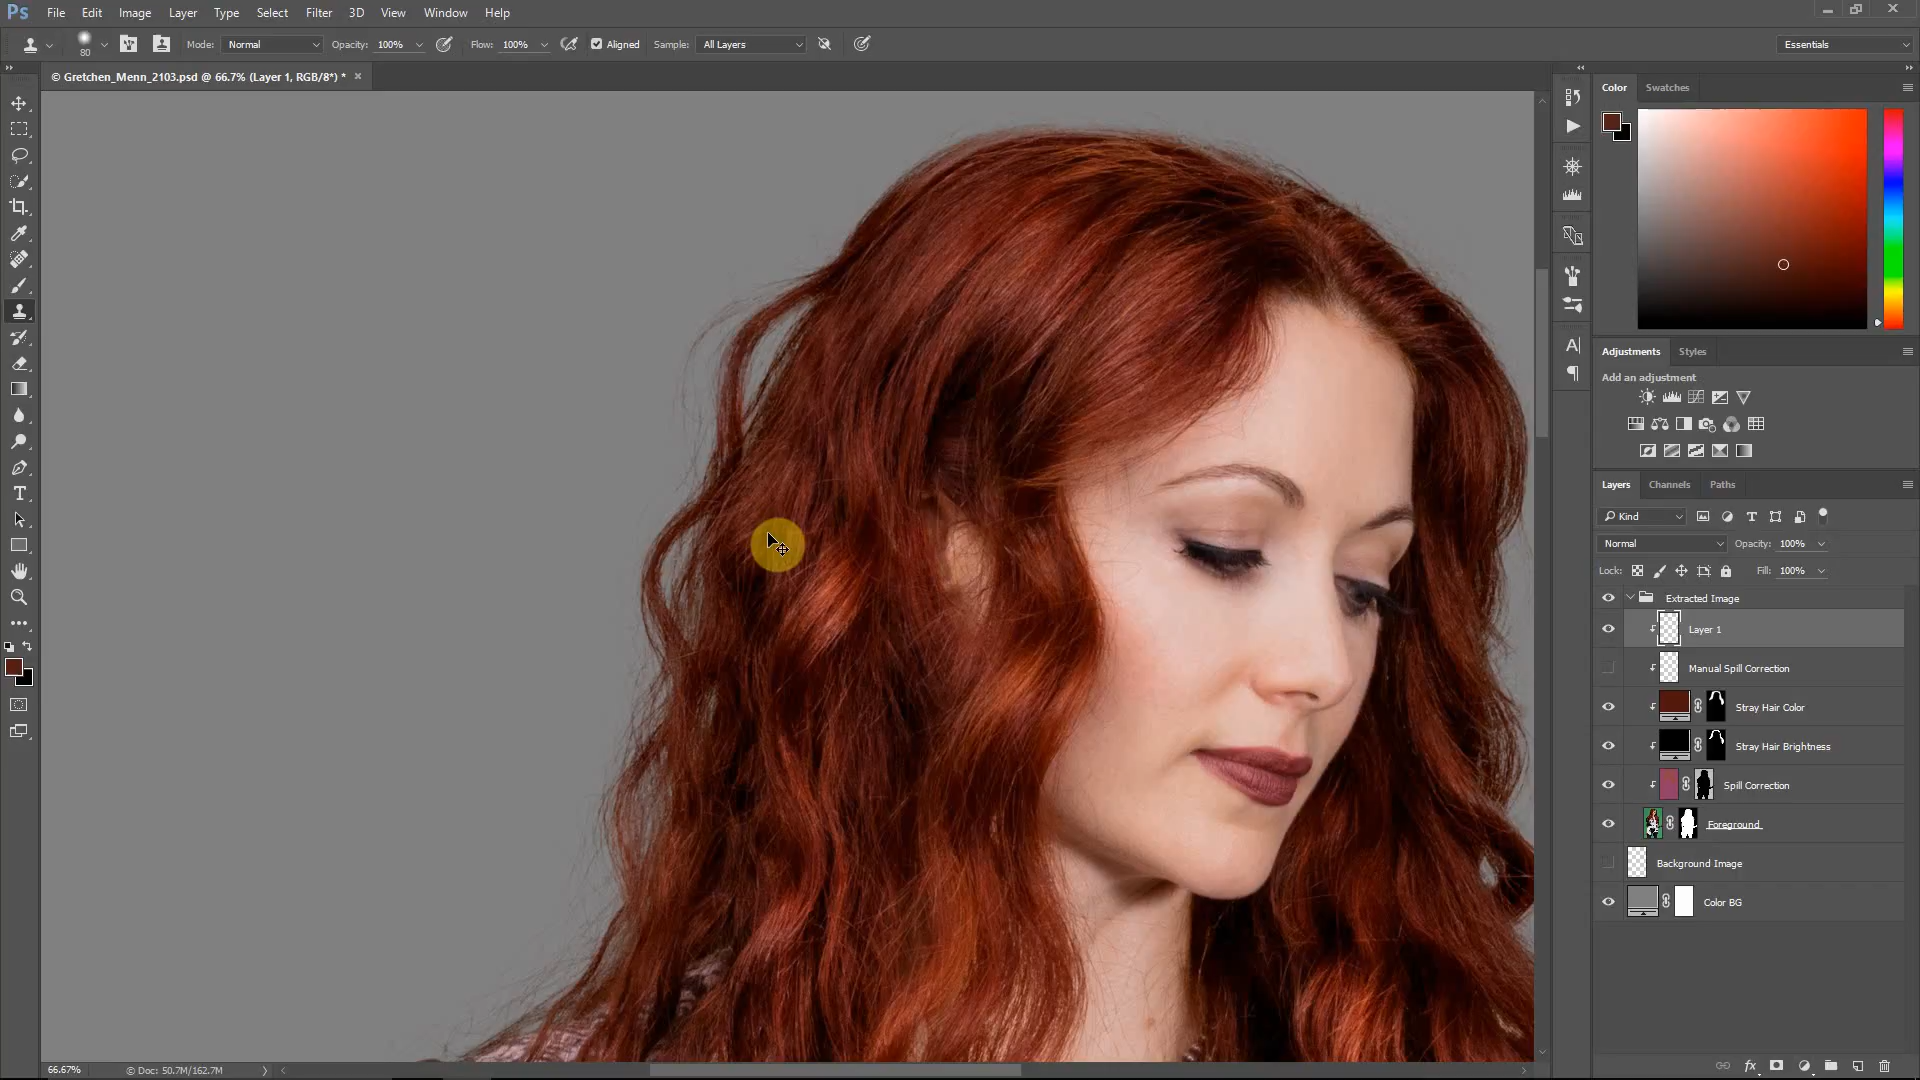 Ps File Edit Image Layer Type Select Filter 3D View Window Help
80 Mode: Normal Opacity: 100% Flow: 100% Aligned Sample: All Layers Essentials
© Gretchen_Menn_2103.psd @ 66.7% (Layer 1, RGB/8*) *
Color Swatches
Adjustments Styles
Add an adjustment
Layers Channels Paths
Kind
Normal Opacity: 100%
Lock: Fill: 100%
Extracted Image
Layer 1
Manual Spill Correction
Stray Hair Color
Stray Hair Brightness
Spill Correction
Foreground
Background Image
Color BG
66.67% © Doc: 50.7M/162.7M